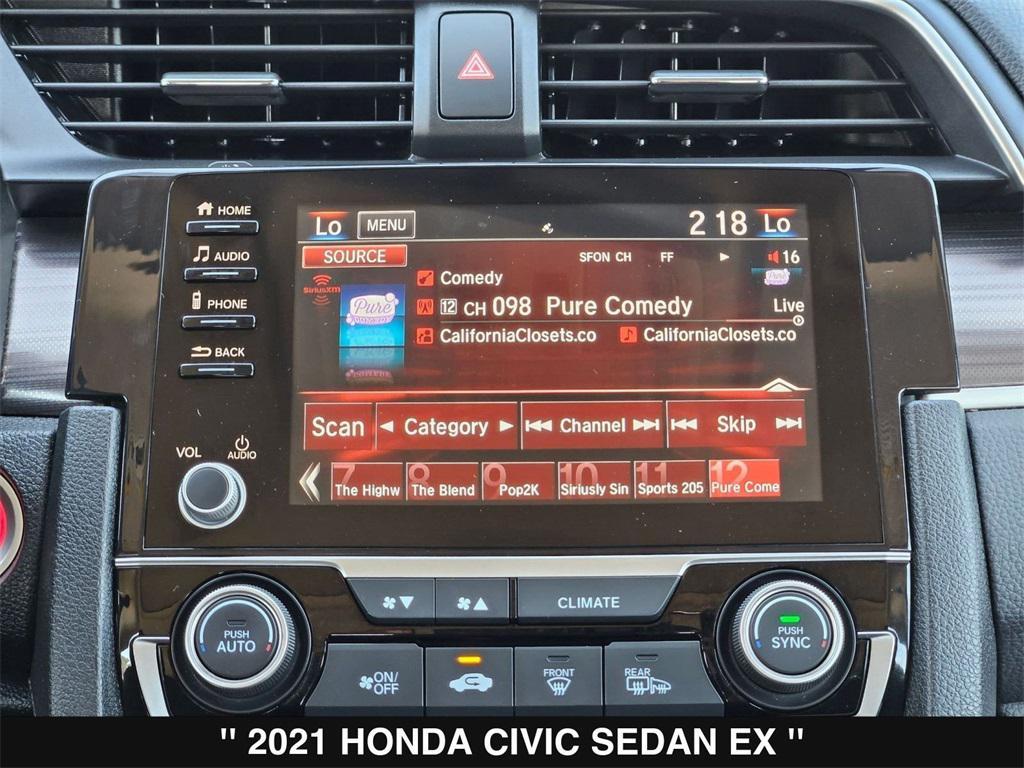 HOME
Lo MENU 2 18 Lo
AUDIO
SOURCE SFON CH FF 16
SiriusXM Comedy
Pure
PHONE
12 CH 098 Pure Comedy Live
CaliforniaClosets.co CaliforniaClosets.co
BACK
Scan Category Channel Skip
VOL AUDIO
7 8 9 10 11 12
The Highw The Blend Pop2K Siriusly Sin Sports 205 Pure Come
CLIMATE
PUSH AUTO
PUSH SYNC
ON/OFF
FRONT
REAR
" 2021 HONDA CIVIC SEDAN EX "